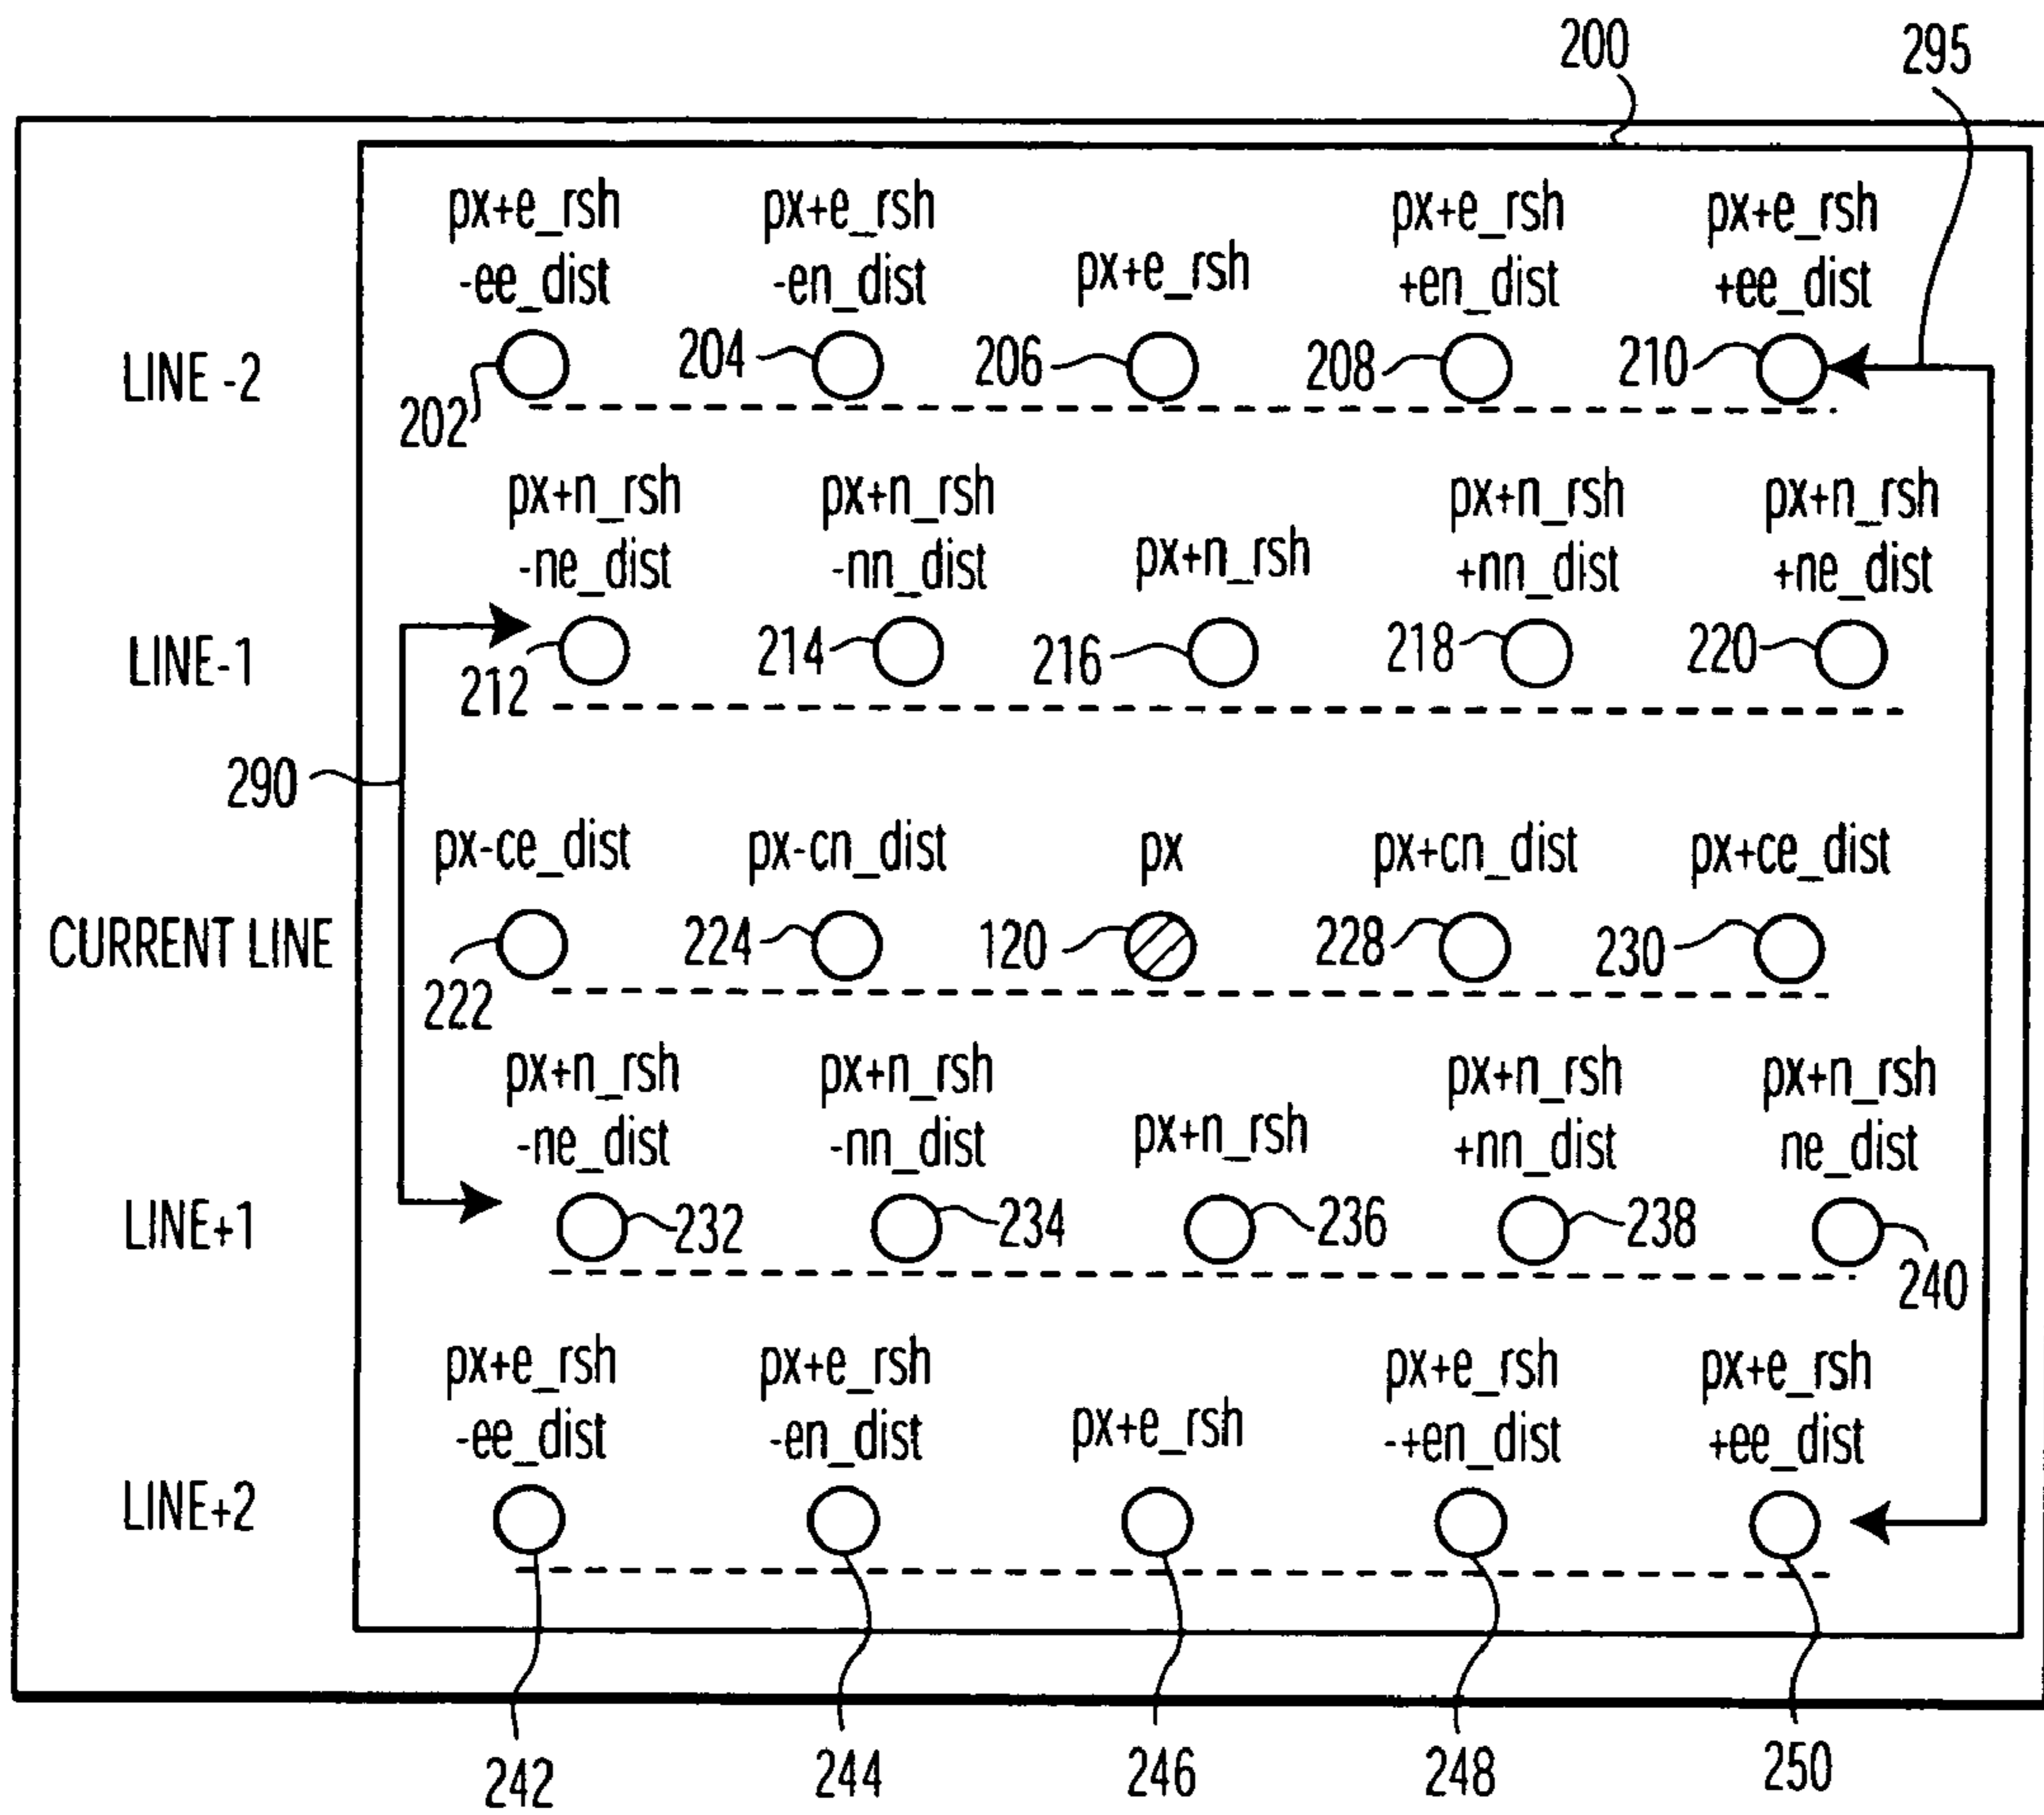 200
295
px+e_rsh px+e_rsh px+e_rsh px+e_rsh
-ee_dist -en_dist px+e_rsh +en_dist +ee_dist
LINE -2 204 206 208 210
202
px+n_rsh px+n_rsh px+n_rsh px+n_rsh
-ne_dist -nn_dist px+n_rsh +nn_dist +ne_dist
LINE-1 212 214 216 218 220
290
px-ce_dist px-cn_dist px px+cn_dist px+ce_dist
CURRENT LINE 224 120 228 230
222
px+n_rsh px+n_rsh px+n_rsh px+n_rsh
-ne_dist -nn_dist px+n_rsh +nn_dist ne_dist
LINE+1 232 234 236 238
240
px+e_rsh px+e_rsh px+e_rsh px+e_rsh
-ee_dist -en_dist px+e_rsh -+en_dist +ee_dist
LINE+2
242 244 246 248 250